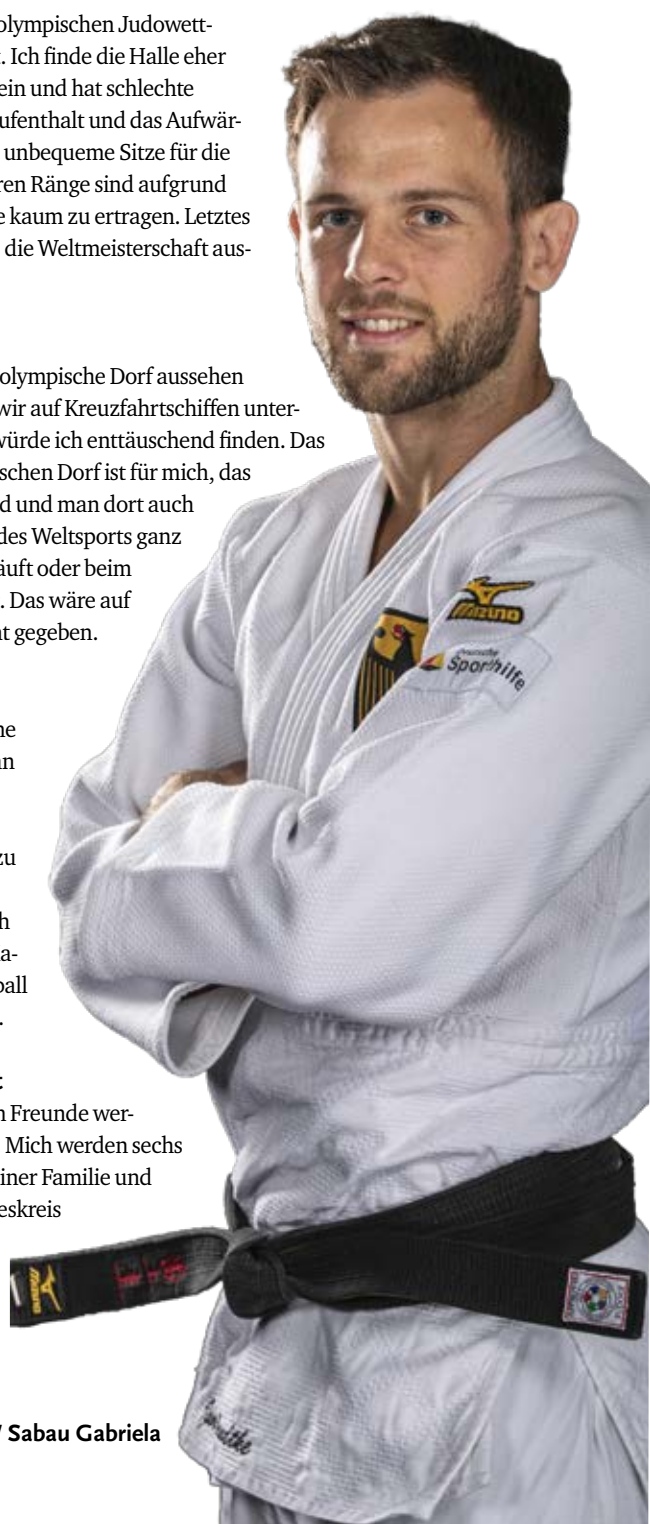 olympischen Judowett-
. Ich finde die Halle eher
ein und hat schlechte
ufenthalt und das Aufwär-
unbequeme Sitze für die
ren Ränge sind aufgrund
e kaum zu ertragen. Letztes
die Weltmeisterschaft aus-
olympische Dorf aussehen
wir auf Kreuzfahrtschiffen unter-
würde ich enttäuschend finden. Das
schen Dorf ist für mich, das
d und man dort auch
des Weltsports ganz
äuft oder beim
. Das wäre auf
t gegeben.
ne
n
zu
h
a-
ball
.
t
n Freunde wer-
Mich werden sechs
iner Familie und
eskreis
Mizuno
Deutsche
Sporthilfe
Mizuno
/ Sabau Gabriela